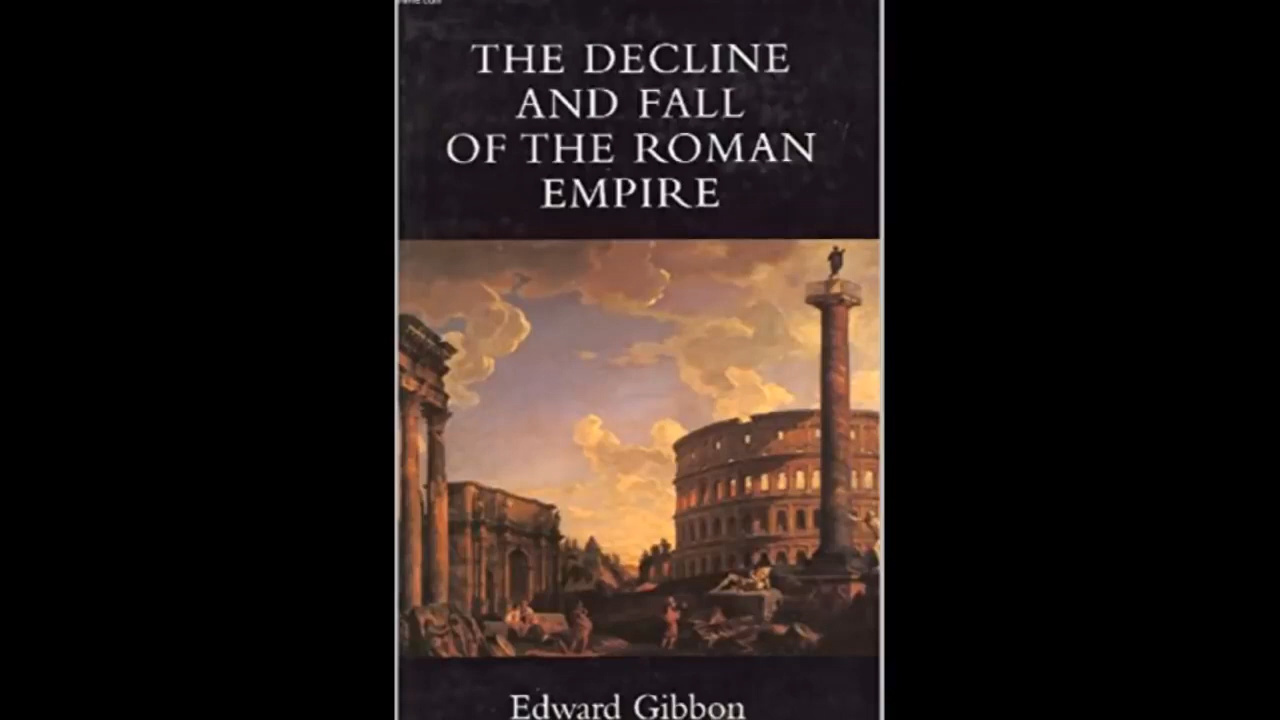 THE DECLINE
AND FALL
OF THE ROMAN
EMPIRE
Edward Gibbon